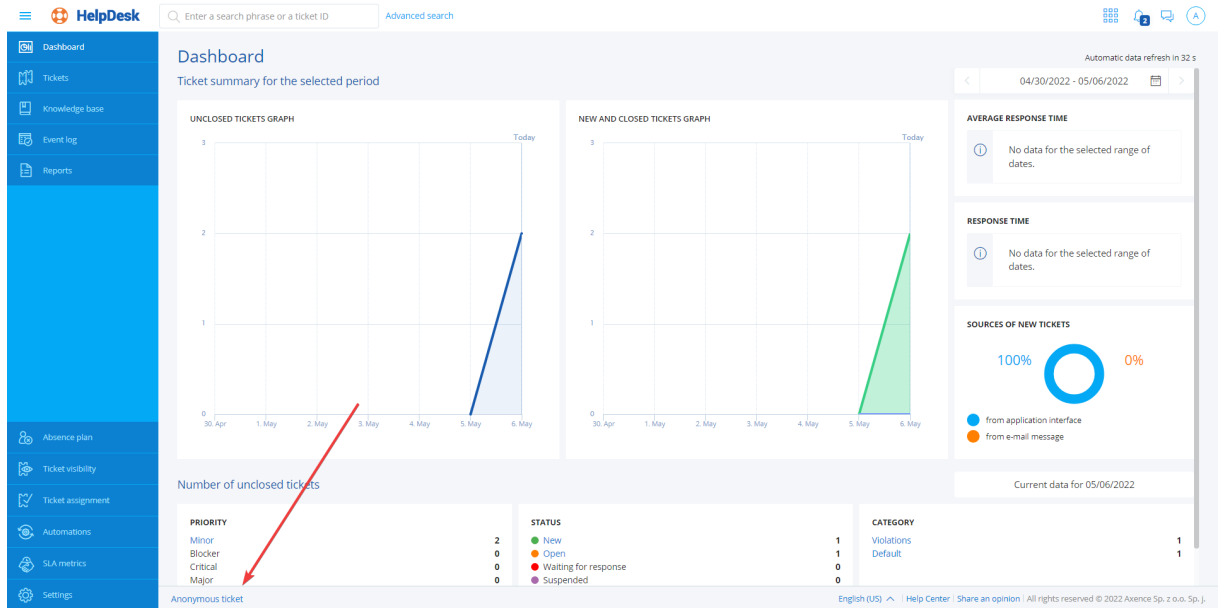 HelpDesk
Enter a search phrase or a ticket ID
Advanced search
2
A
Dashboard
Tickets
Knowledge base
Event log
Reports
Absence plan
Ticket visibility
Ticket assignment
Automations
SLA metrics
Settings
Dashboard
Automatic data refresh in 32 s
Ticket summary for the selected period
04/30/2022 - 05/06/2022
UNCLOSED TICKETS GRAPH
Today
3
2
1
0
30. Apr 1. May 2. May 3. May 4. May 5. May 6. May
NEW AND CLOSED TICKETS GRAPH
Today
3
2
1
0
30. Apr 1. May 2. May 3. May 4. May 5. May 6. May
AVERAGE RESPONSE TIME
No data for the selected range of
dates.
RESPONSE TIME
No data for the selected range of
dates.
SOURCES OF NEW TICKETS
100% 0%
from application interface
from e-mail message
Number of unclosed tickets
Current data for 05/06/2022
PRIORITY
Minor 2
Blocker 0
Critical 0
Major 0
STATUS
New 1
Open 1
Waiting for response 0
Suspended 0
CATEGORY
Violations 1
Default 1
Anonymous ticket
English (US) | Help Center | Share an opinion | All rights reserved © 2022 Axence Sp. z o.o. Sp. j.